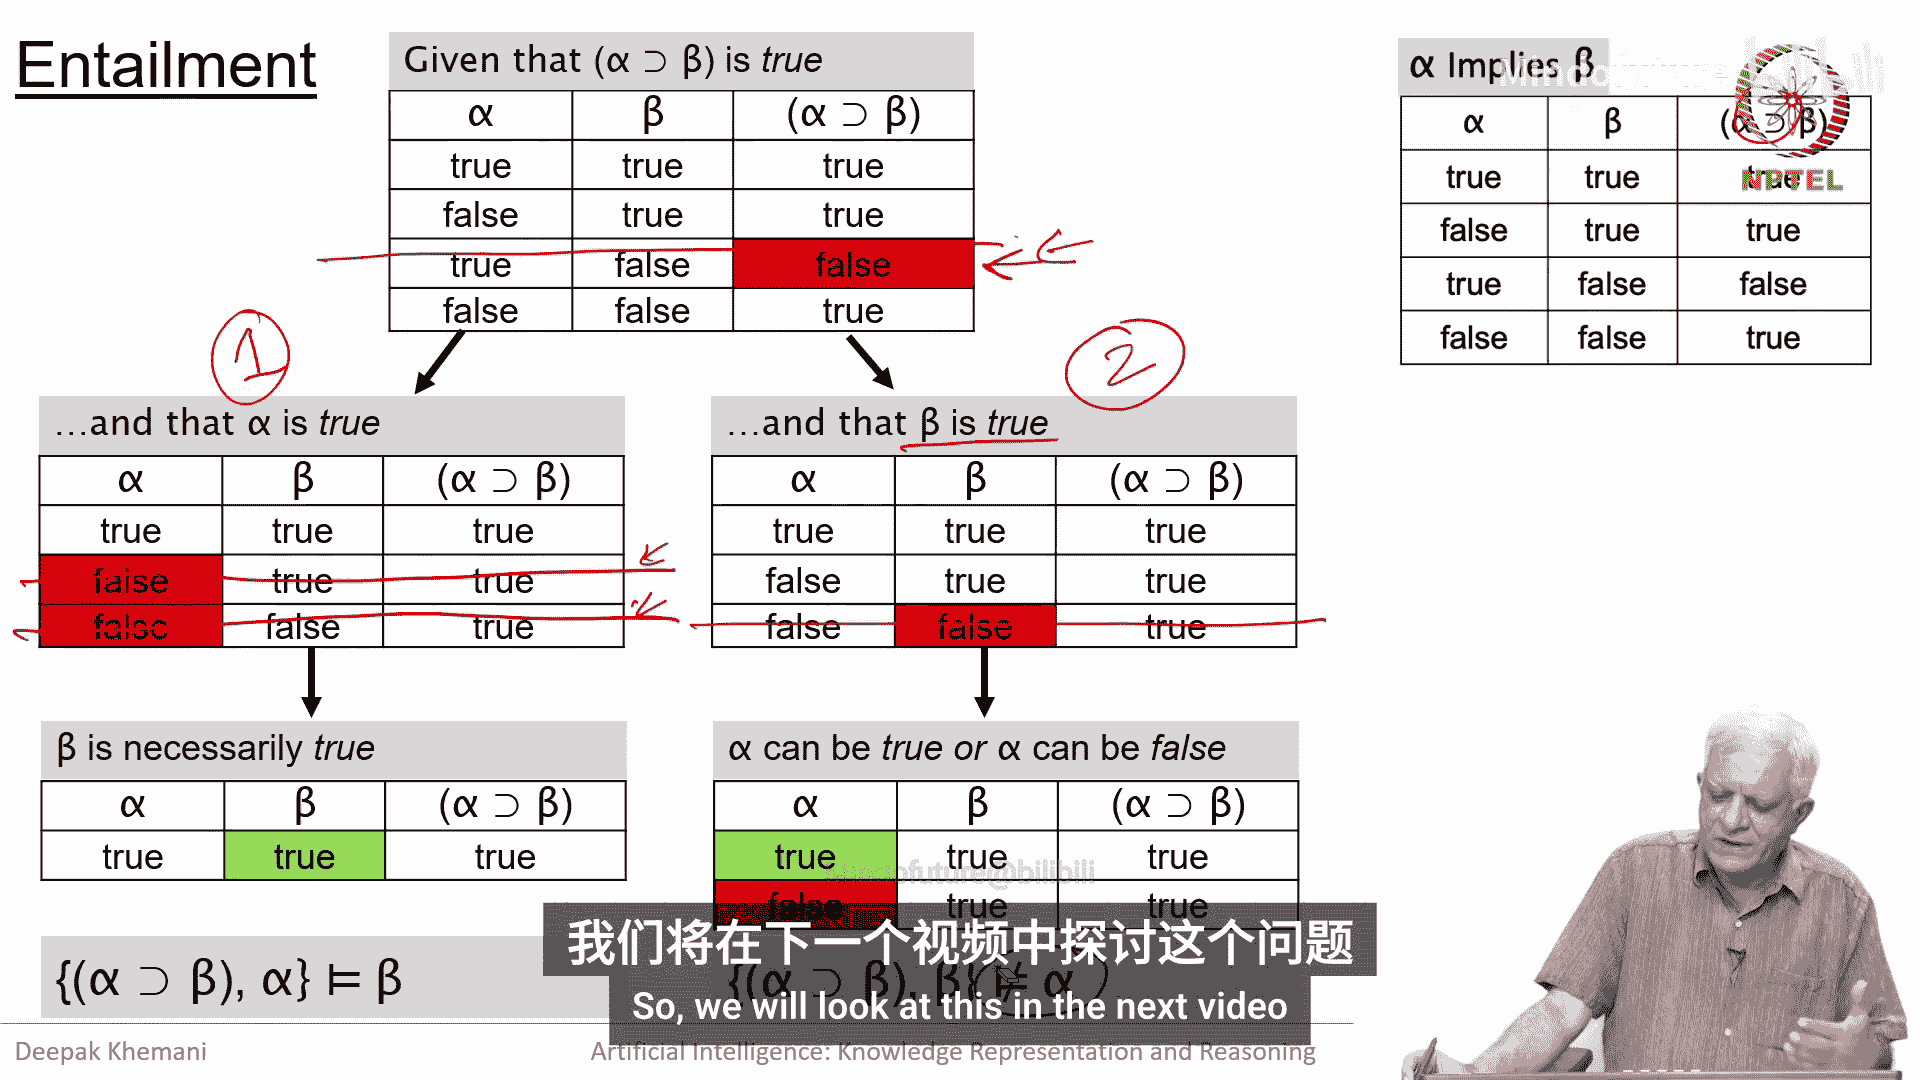 Entailment
Given that (α ⊃ β) is true
α β (α ⊃ β)
true true true
false true true
true false false
false false true
α Implies β
α β (α ⊃ β)
true true true
false true true
true false false
false false true
NPTEL
1
2
...and that α is true
α β (α ⊃ β)
true true true
false true true
false false true
...and that β is true
α β (α ⊃ β)
true true true
false true true
false false true
β is necessarily true
α β (α ⊃ β)
true true true
α can be true or α can be false
α β (α ⊃ β)
true true true
false true true
{(α ⊃ β), α} ⊨ β
{(α ⊃ β), β} ⊭ α
我们将在下一个视频中探讨这个问题
So, we will look at this in the next video
Deepak Khemani
Artificial Intelligence: Knowledge Representation and Reasoning